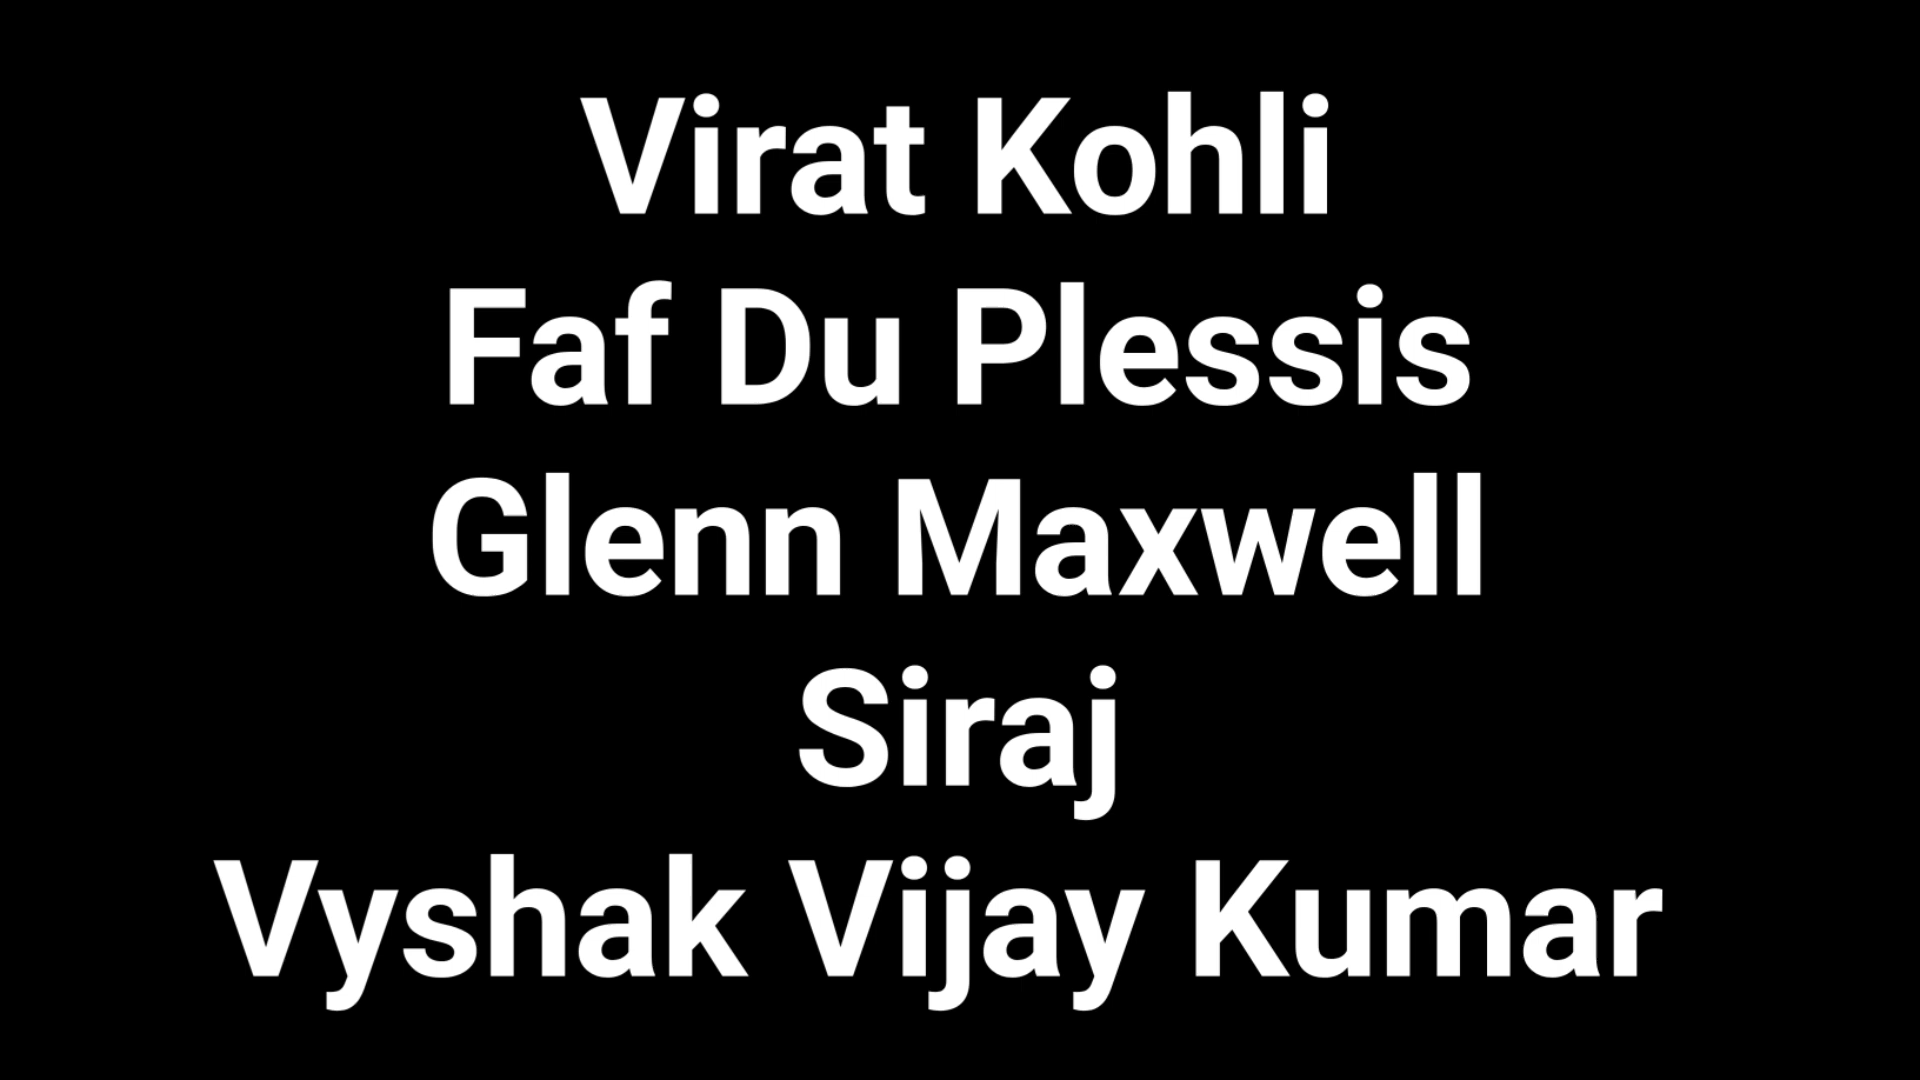 Virat Kohli
Faf Du Plessis
Glenn Maxwell
Siraj
Vyshak Vijay Kumar